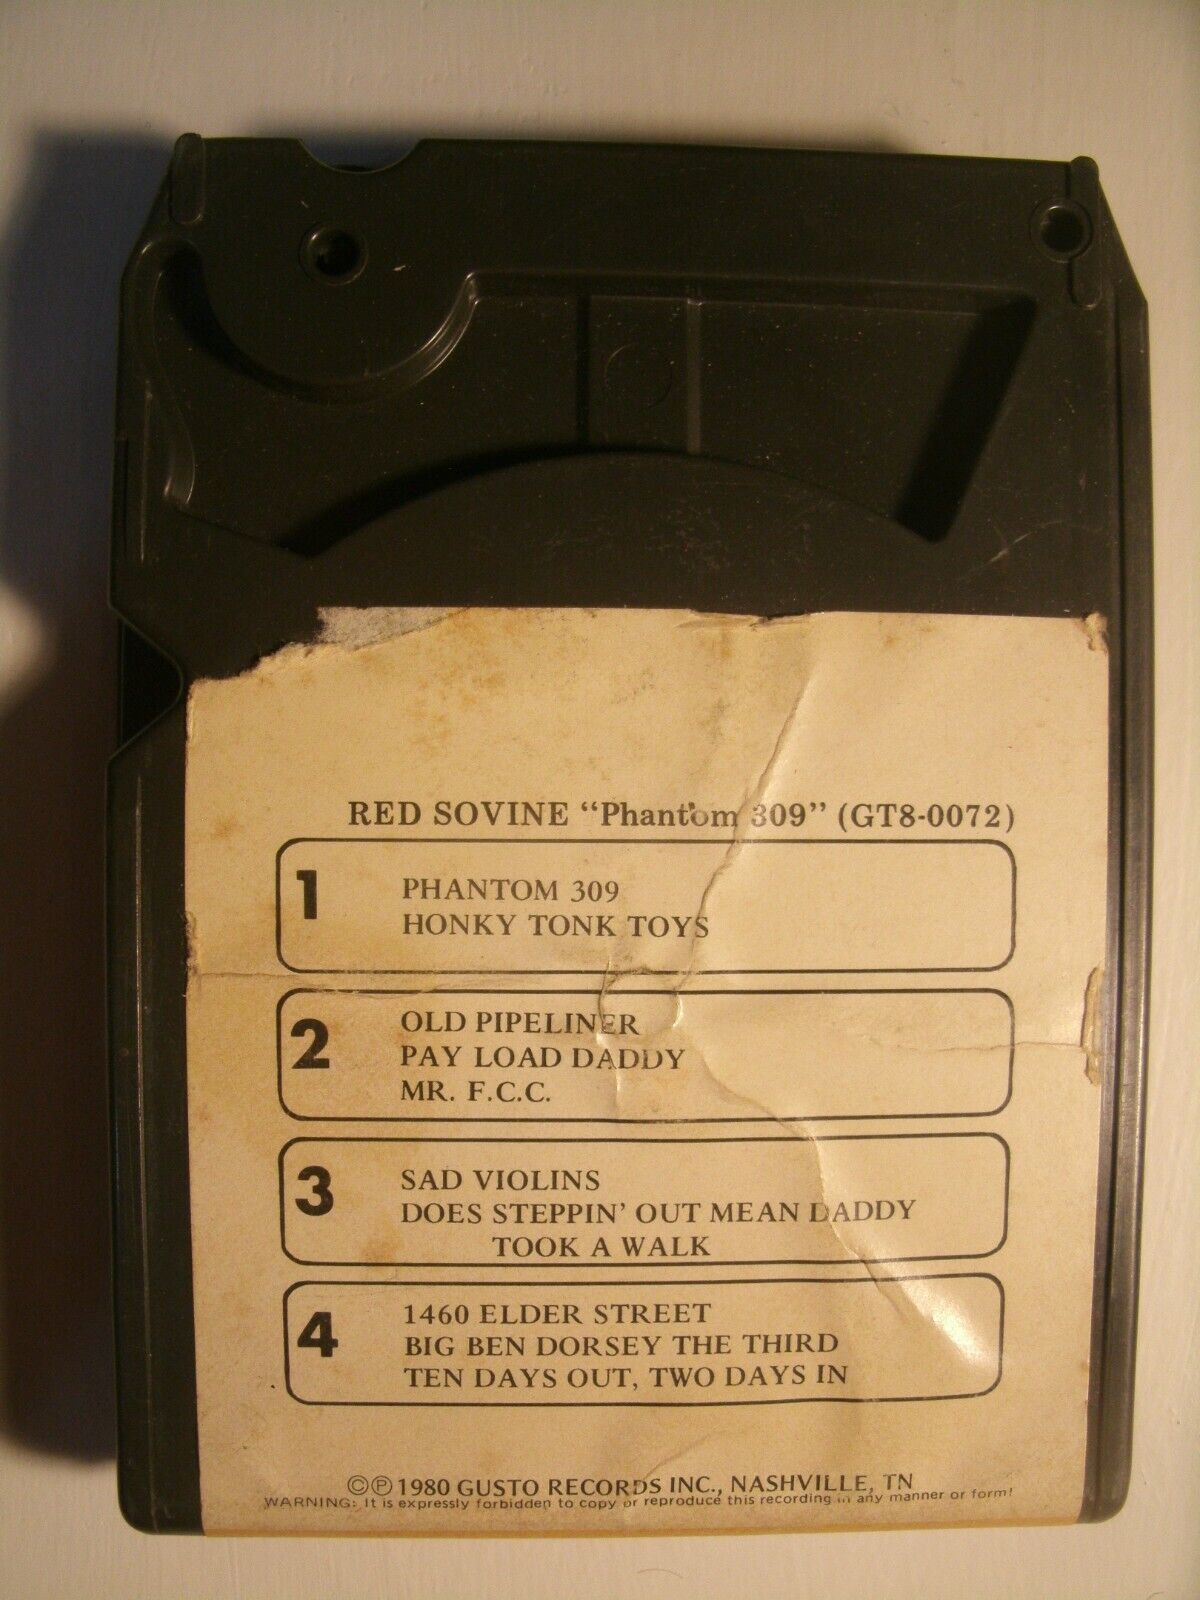 RED SOVINE "Phantom 309" (GT8-0072)
1
PHANTOM 309
HONKY TONK TOYS
2
OLD PIPELINER
PAY LOAD DADDY
MR. F.C.C.
3
SAD VIOLINS
DOES STEPPIN' OUT MEAN DADDY
TOOK A WALK
4
1460 ELDER STREET
BIG BEN DORSEY THE THIRD
TEN DAYS OUT, TWO DAYS IN
©℗ 1980 GUSTO RECORDS INC., NASHVILLE, TN
WARNING: It is expressly forbidden to copy or reproduce this recording in any manner or form!